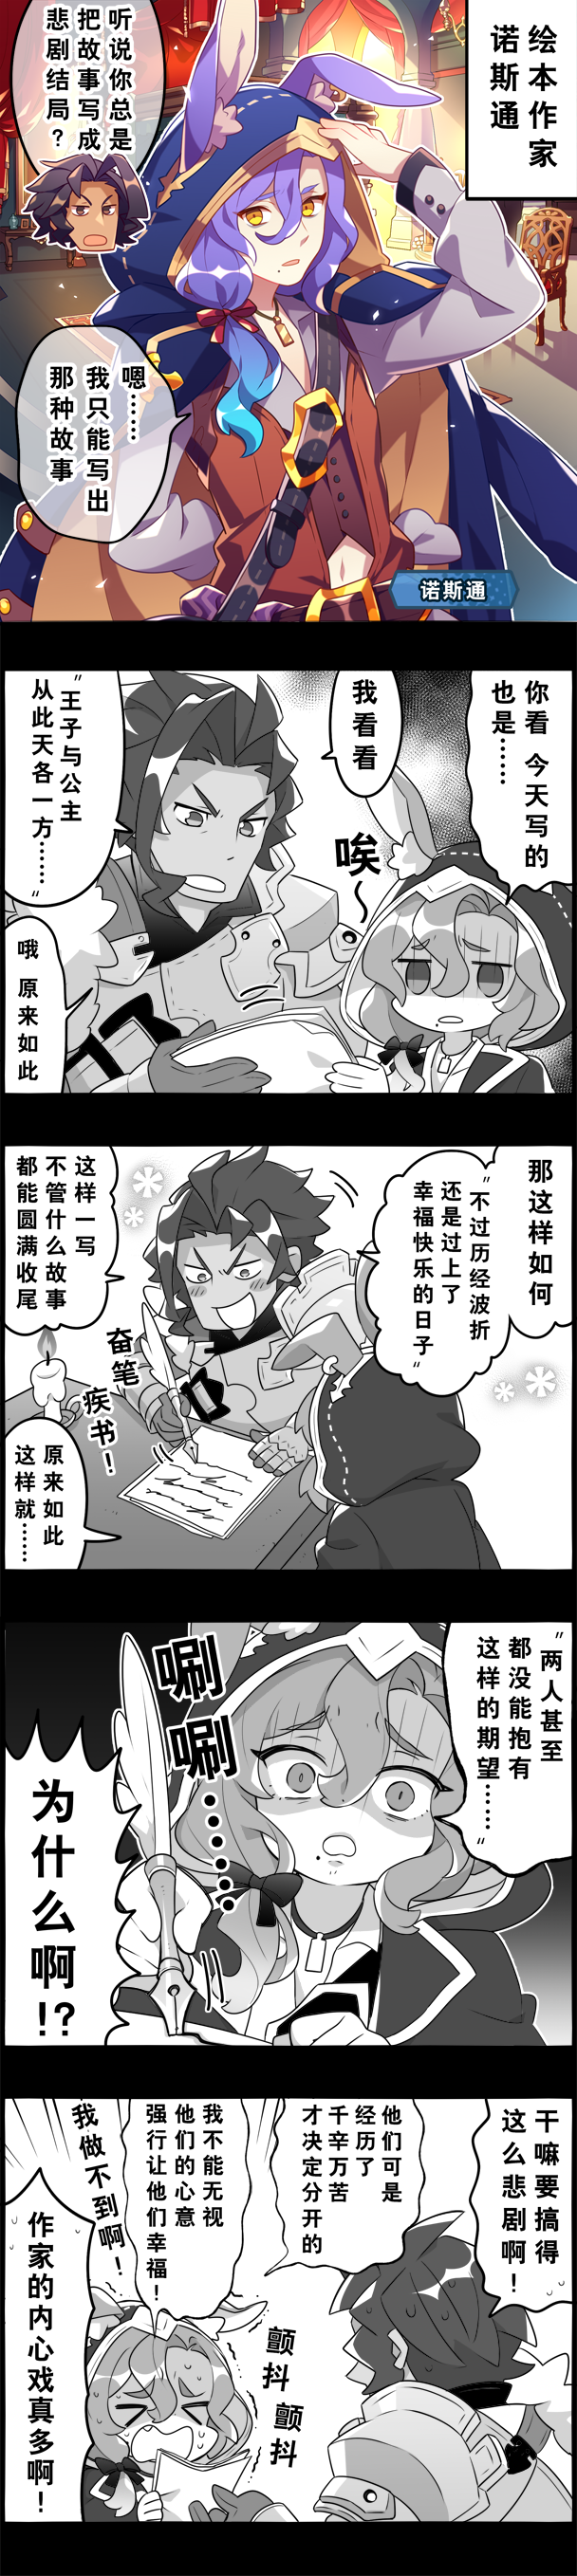 绘本作家
诺斯通
听说你总是
把故事写成
悲剧结局?
嗯……
我只能写出
那种故事
诺斯通
你看 今天写的
也是……
我看看
唉～
"王子与公主
从此天各一方……"
哦 原来如此
那这样如何
"不过历经波折
还是过上了
幸福快乐的日子"
这样一写
不管什么故事
都能圆满收尾
奋笔
疾书!
原来如此
这样就……
"两人甚至
都没能抱有
这样的期望……"
唰
唰……
为什么啊!?
干嘛要搞得
这么悲剧啊!
他们可是
经历了
千辛万苦
才决定分开的
我不能无视
他们的心意
强行让他们幸福!
我做不到啊!
颤抖
颤抖
作家的内心戏真多啊!